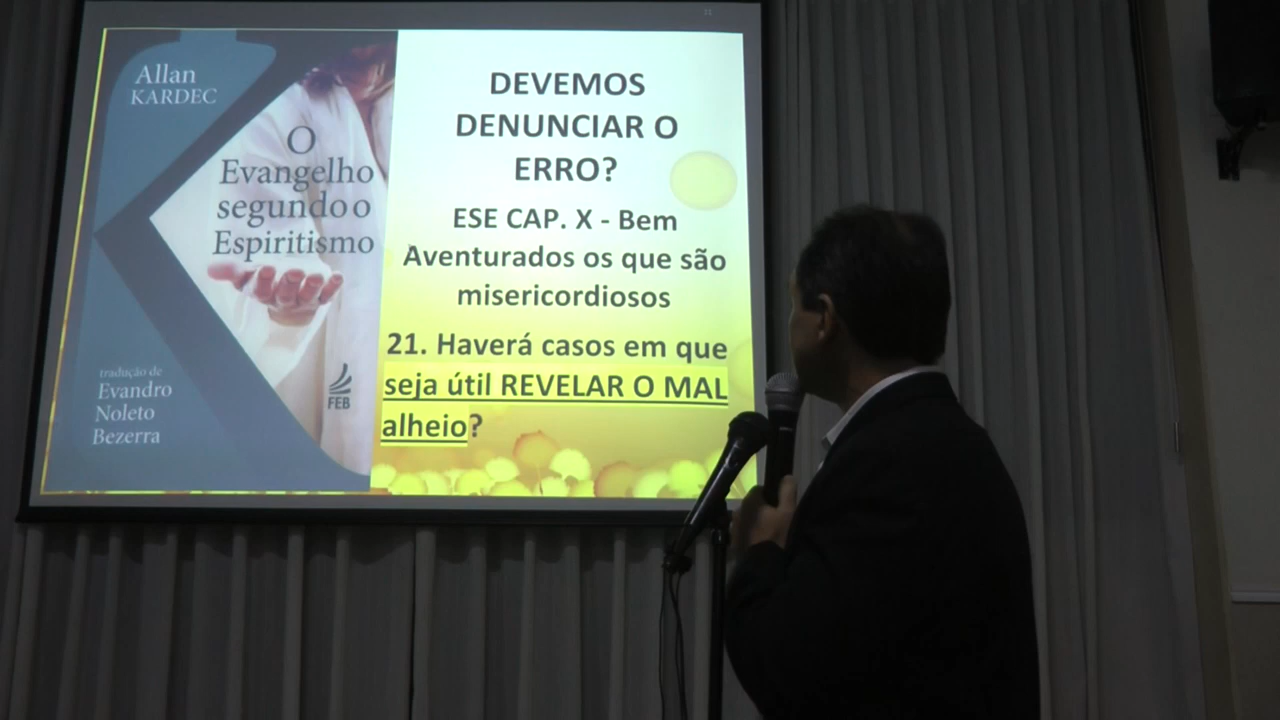 Allan
KARDEC
O
Evangelho
segundo o
Espiritismo
tradução de
Evandro
Noleto
Bezerra
FEB
DEVEMOS
DENUNCIAR O
ERRO?
ESE CAP. X - Bem
Aventurados os que são
misericordiosos
21. Haverá casos em que
seja útil REVELAR O MAL
alheio?